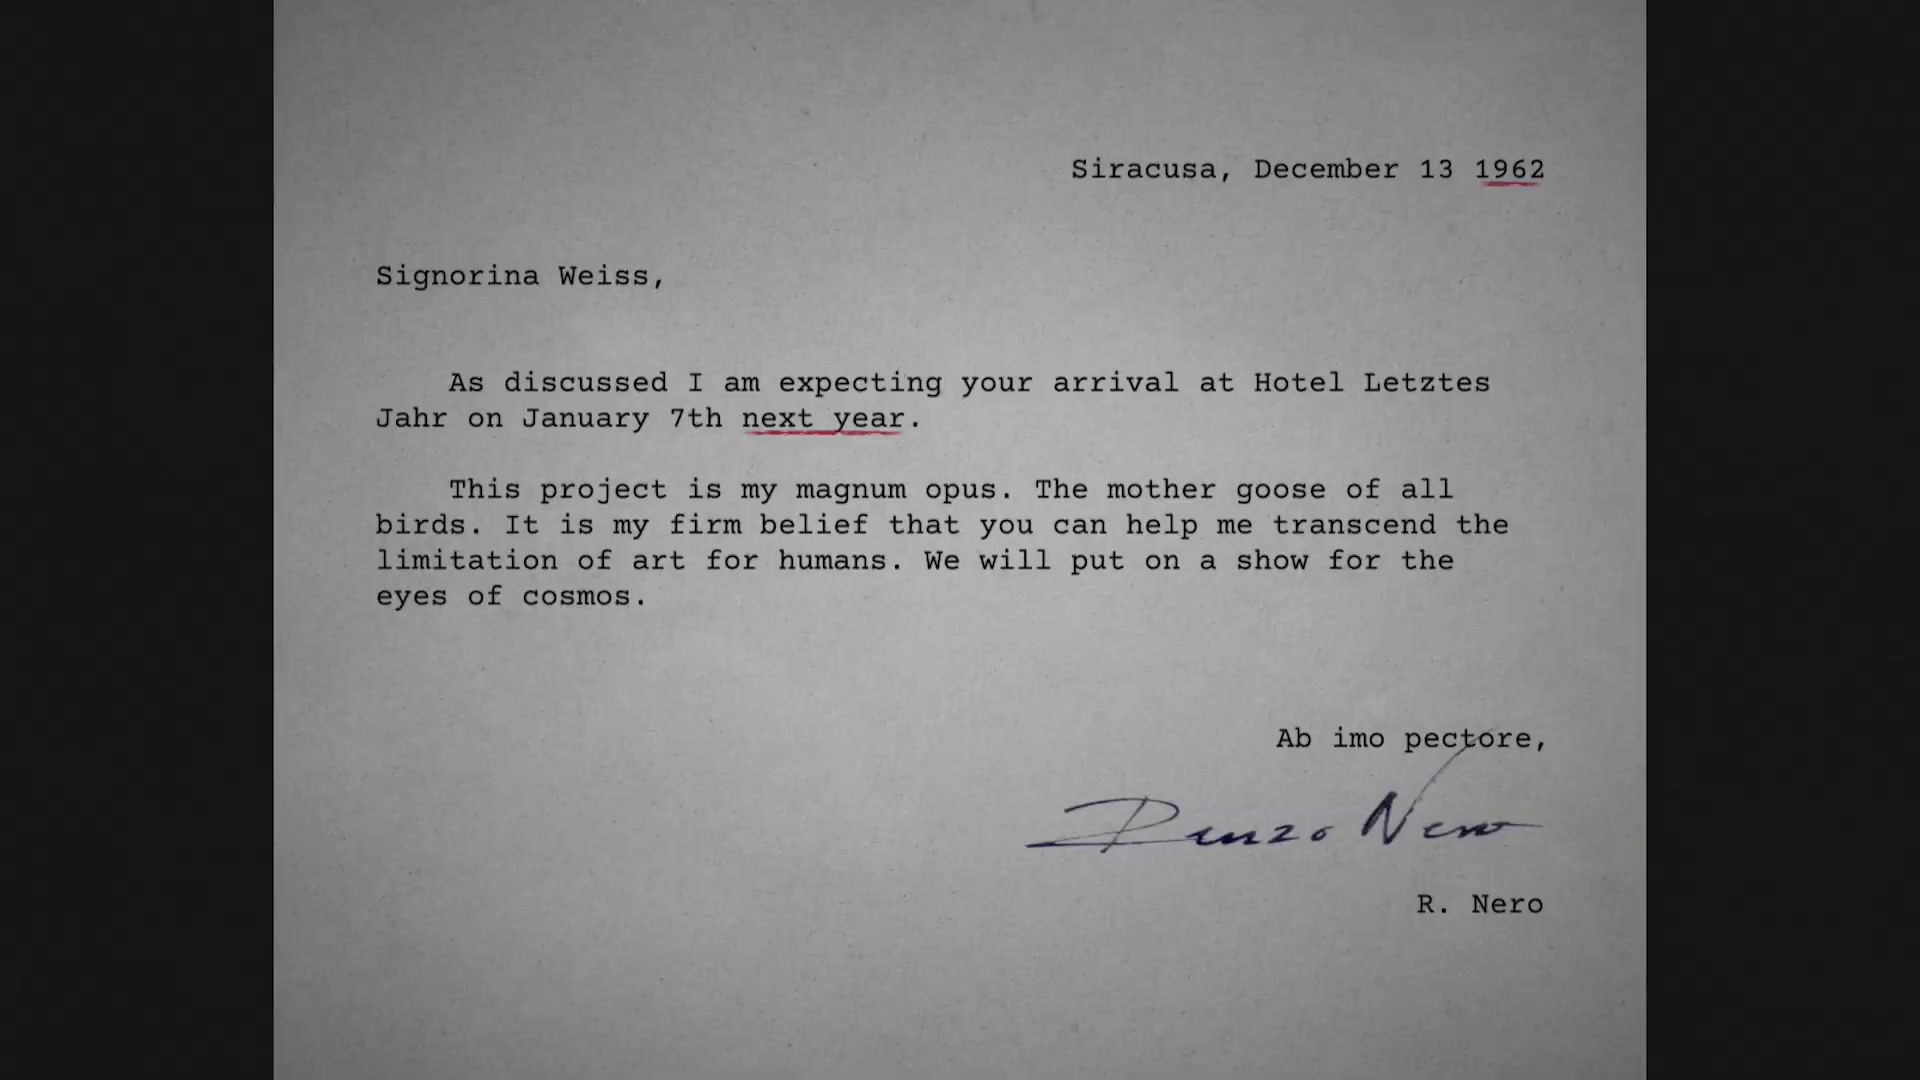 Siracusa, December 13 1962
Signorina Weiss,
As discussed I am expecting your arrival at Hotel Letztes
Jahr on January 7th next year.
This project is my magnum opus. The mother goose of all
birds. It is my firm belief that you can help me transcend the
limitation of art for humans. We will put on a show for the
eyes of cosmos.
Ab imo pectore,
Renzo Nero
R. Nero